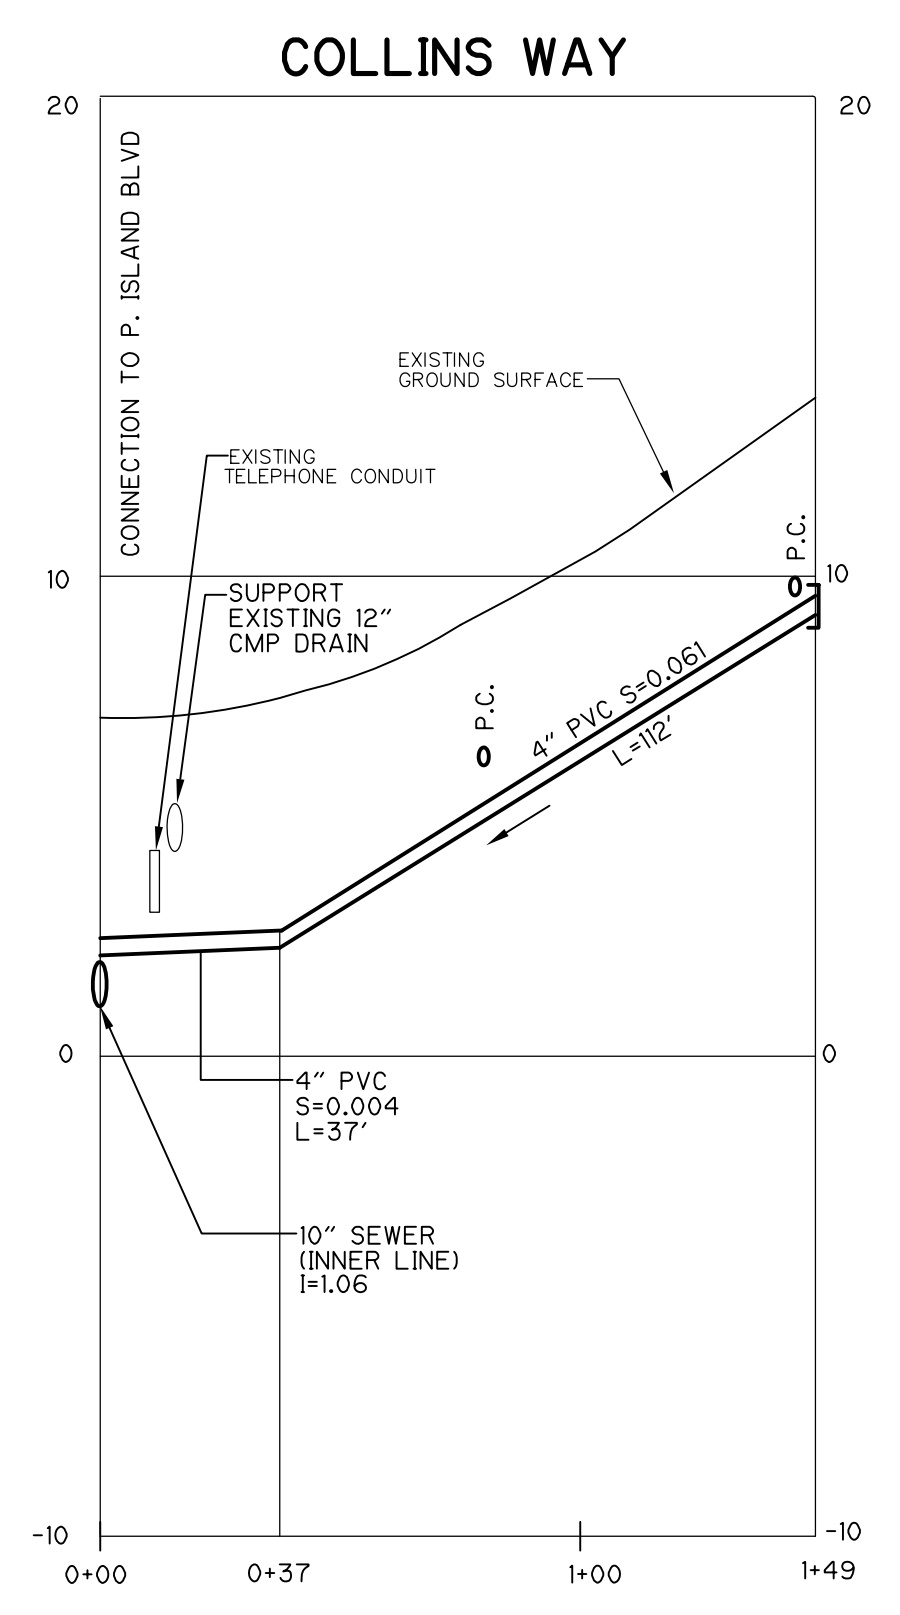 COLLINS WAY
20
20
CONNECTION TO P. ISLAND BLVD
EXISTING
GROUND SURFACE
EXISTING
TELEPHONE CONDUIT
P.C.
10
10
SUPPORT
EXISTING 12"
CMP DRAIN
P.C.
4" PVC S=0.061
L=112'
0
0
4" PVC
S=0.004
L=37'
10" SEWER
(INNER LINE)
I=1.06
-10
-10
0+00
0+37
1+00
1+49